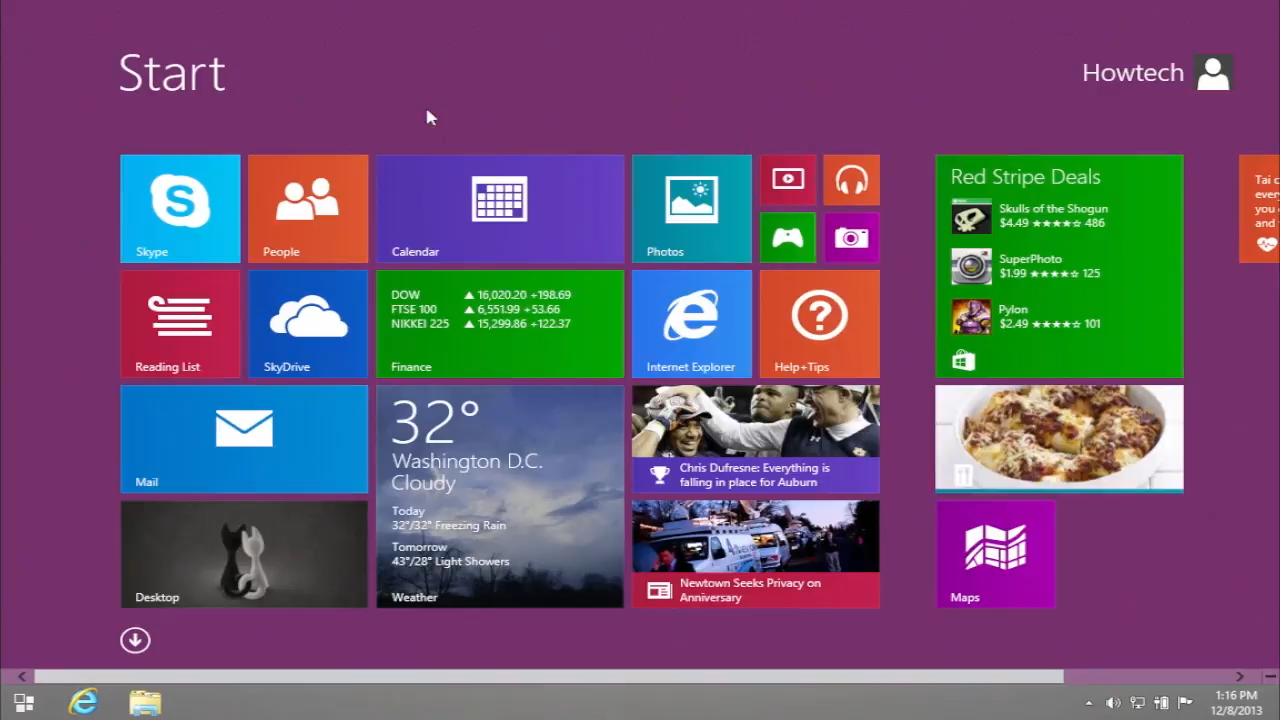 Start
Howtech
Skype
People
Calendar
Photos
Reading List
SkyDrive
DOW ▲ 16,020.20 +198.69
FTSE 100 ▲ 6,551.99 +53.66
NIKKEI 225 ▲ 15,299.86 +122.37
Finance
Internet Explorer
Help+Tips
Mail
Desktop
32°
Washington D.C.
Cloudy
Today
32°/32° Freezing Rain
Tomorrow
43°/28° Light Showers
Weather
Chris Dufresne: Everything is
falling in place for Auburn
Newtown Seeks Privacy on
Anniversary
Red Stripe Deals
Skulls of the Shogun
$4.49 ★★★★☆ 486
SuperPhoto
$1.99 ★★★★☆ 125
Pylon
$2.49 ★★★★☆ 101
Maps
Tai c
every
you
and
1:16 PM
12/8/2013